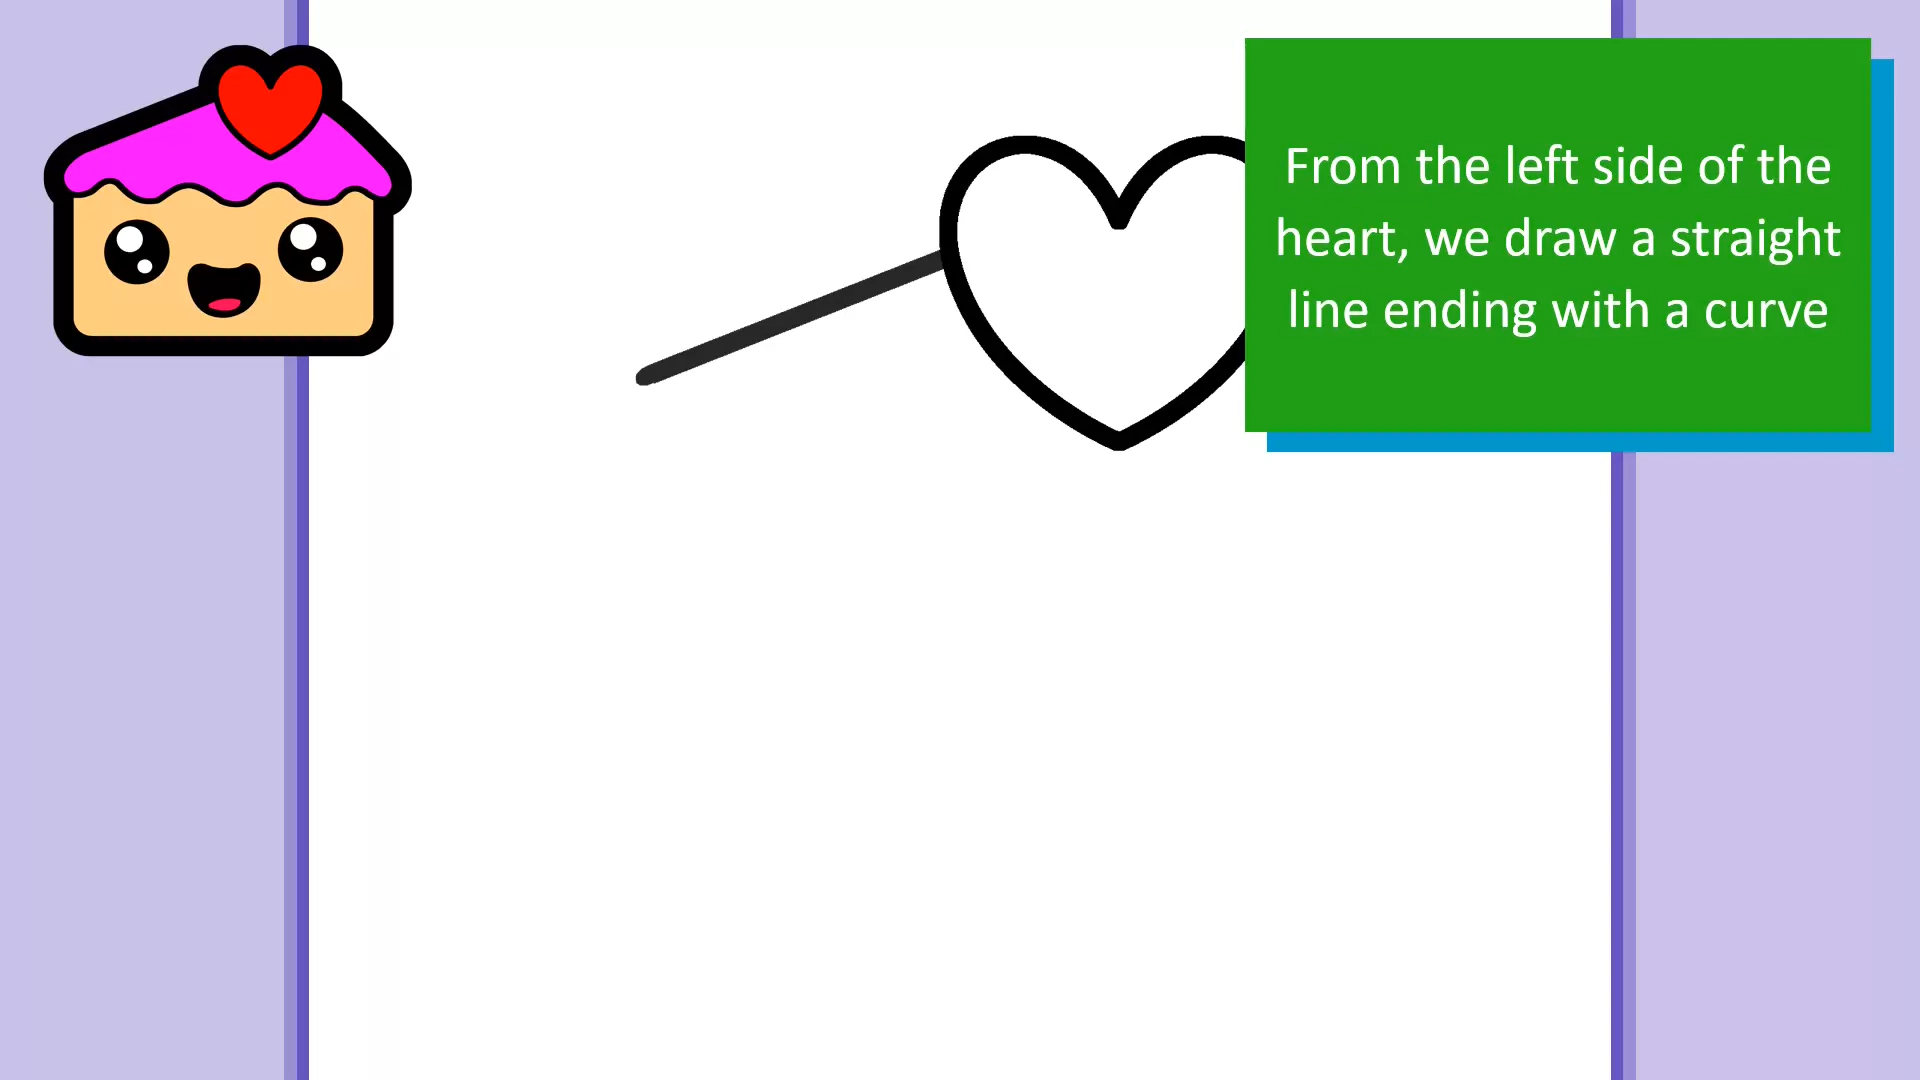 From the left side of the
heart, we draw a straight
line ending with a curve